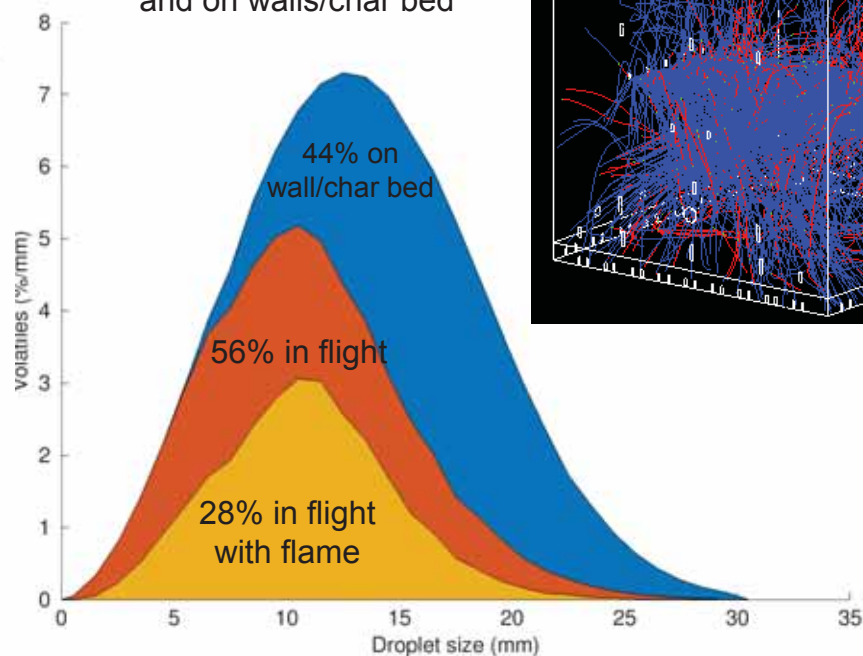 and on walls/char bed
8
7
6
5
4
3
2
1
0
Volatiles (%/mm)
44% on
wall/char bed
56% in flight
28% in flight
with flame
0 5 10 15 20 25 30 35
Droplet size (mm)